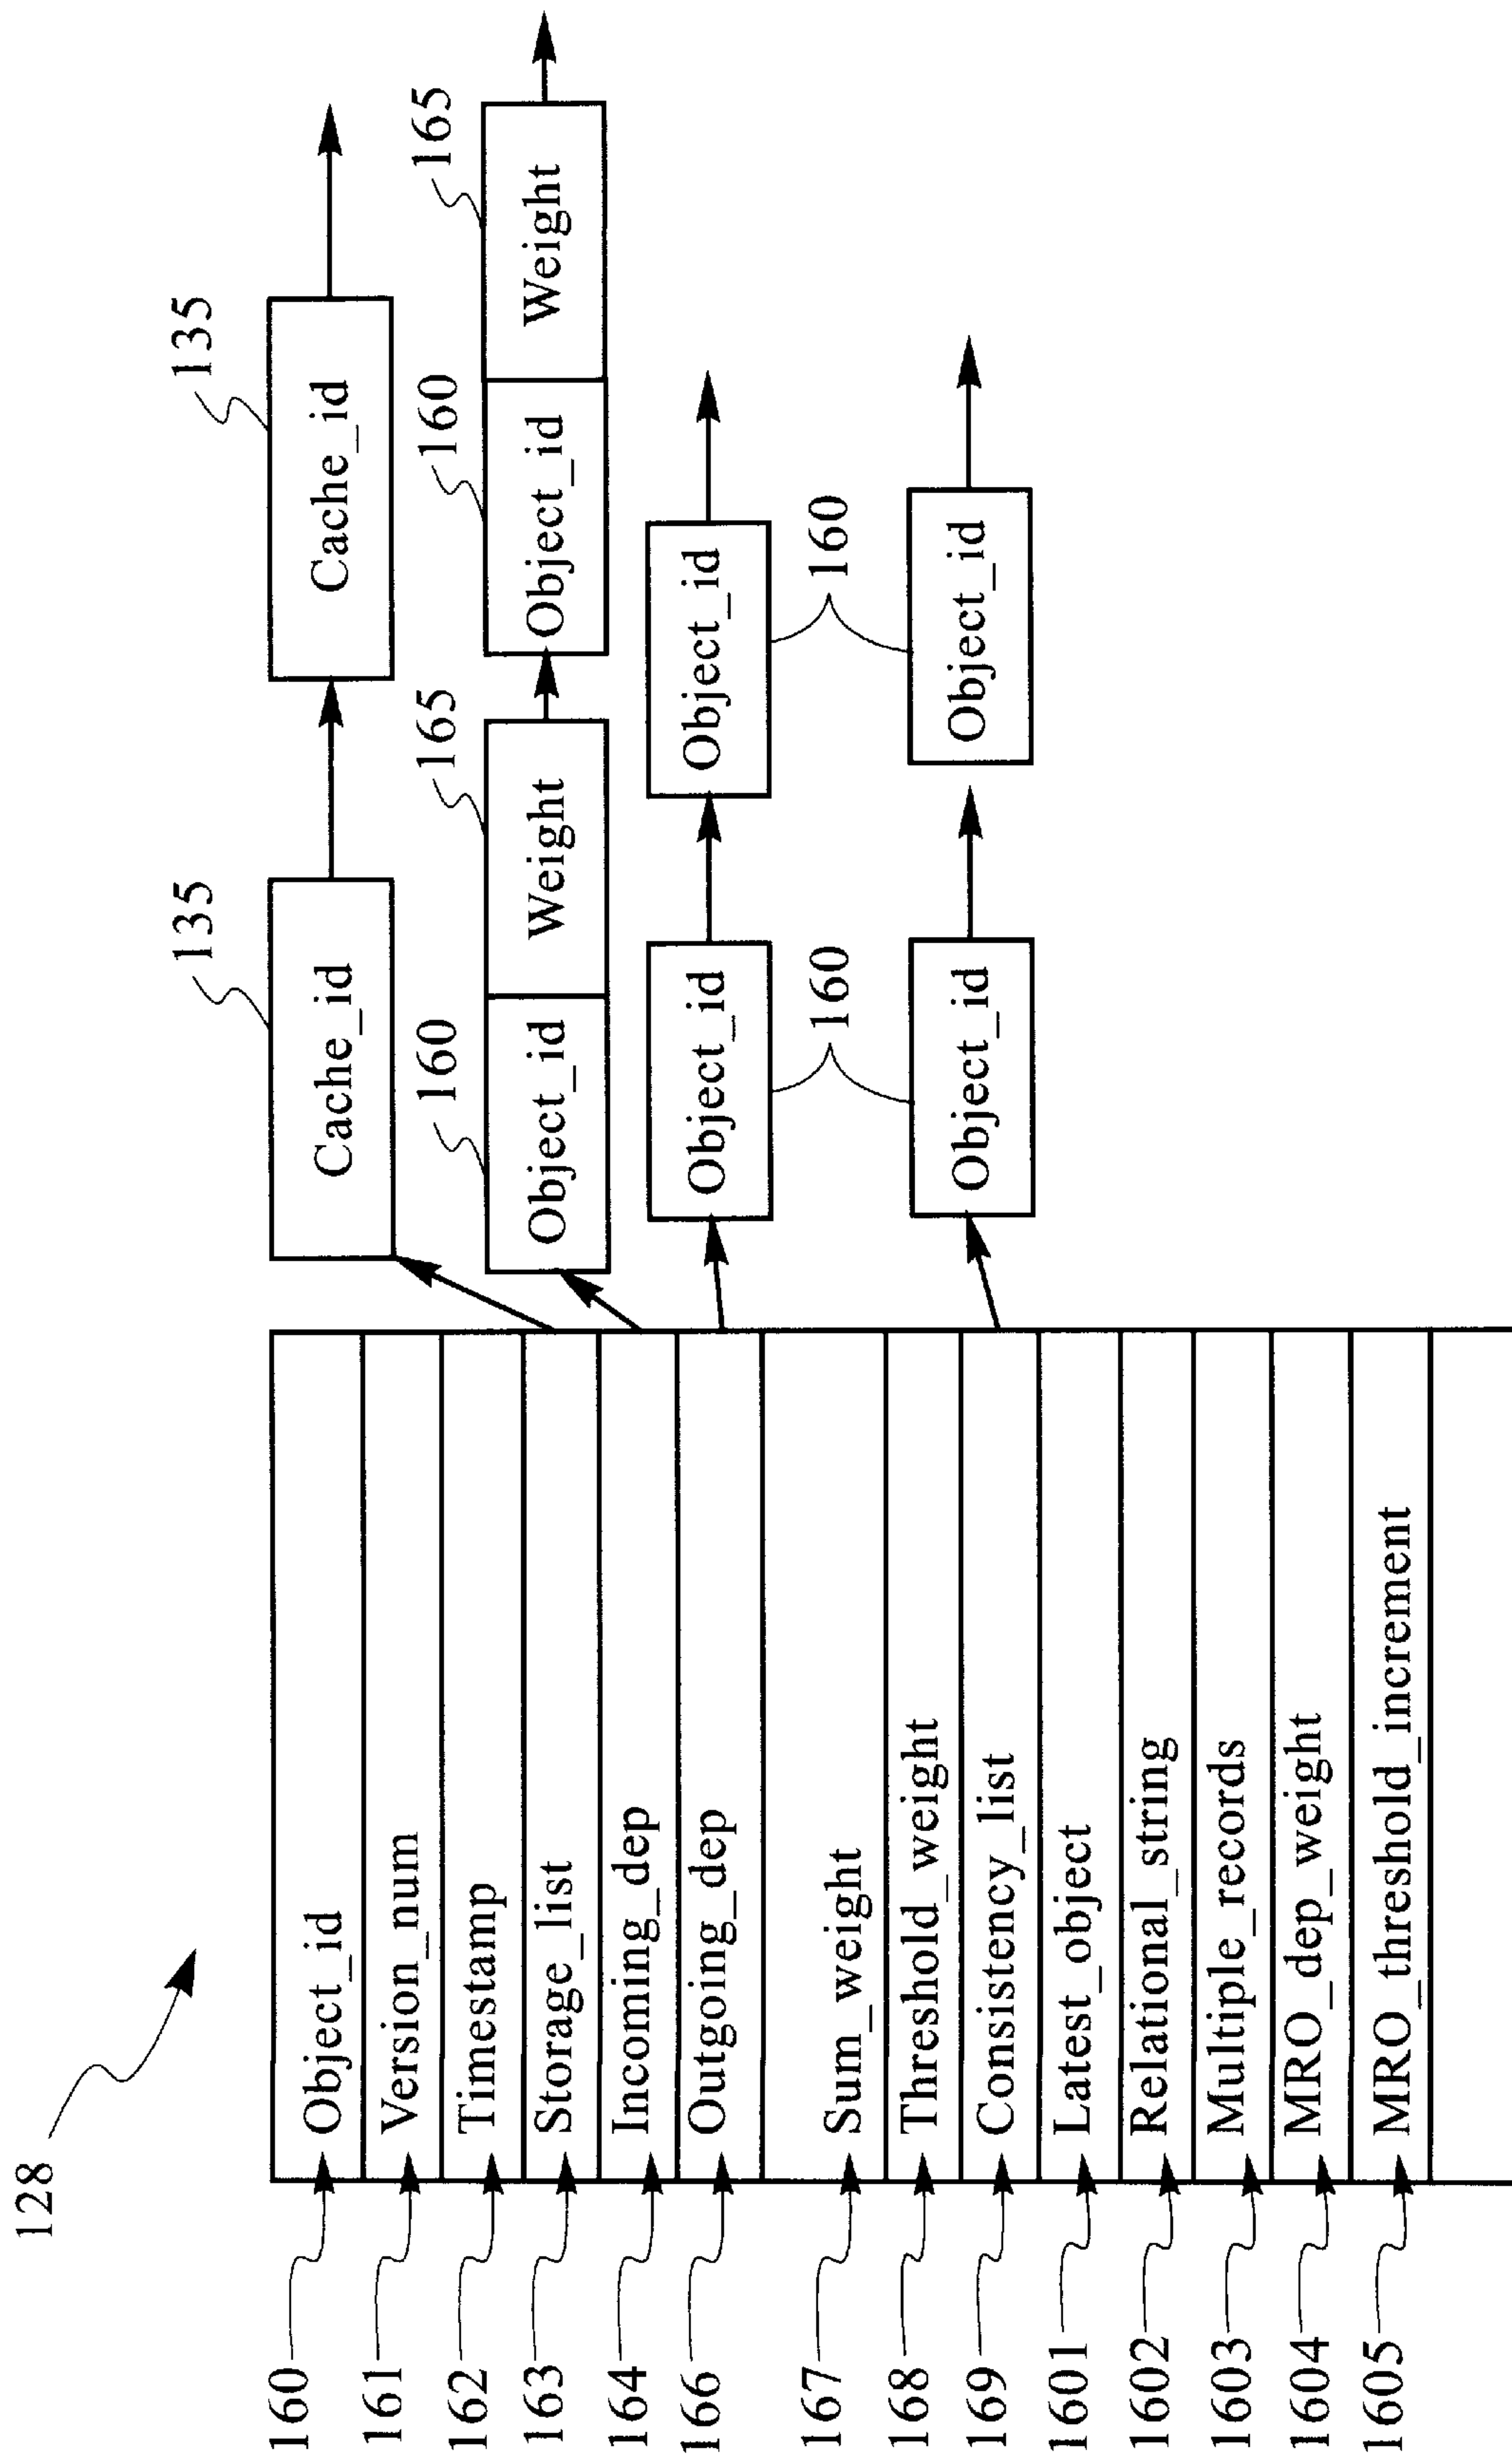 128
160 Object_id
161 Version_num
162 Timestamp
163 Storage_list
164 Incoming_dep
166 Outgoing_dep
167 Sum_weight
168 Threshold_weight
169 Consistency_list
1601 Latest_object
1602 Relational_string
1603 Multiple_records
1604 MRO_dep_weight
1605 MRO_threshold_increment
135 135
Cache_id Cache_id
160 165 160 165
Object_id Weight Object_id Weight
Object_id Object_id
160 160
Object_id Object_id